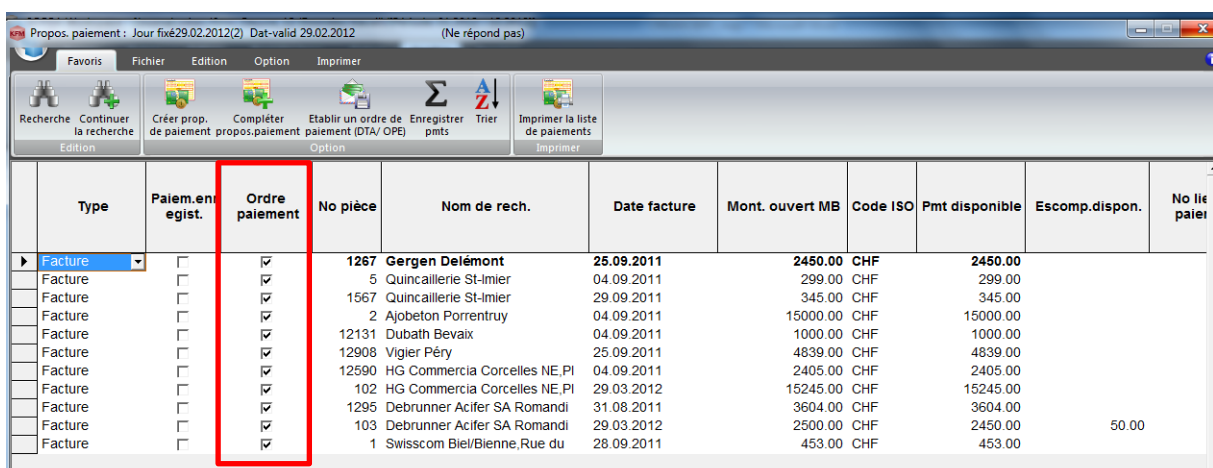 KFM Propos. paiement : Jour fixé29.02.2012(2) Dat-valid 29.02.2012 (Ne répond pas)
Favoris Fichier Edition Option Imprimer
Recherche Continuer la recherche Créer prop. de paiement Compléter propos.paiement Etablir un ordre de paiement (DTA/ OPE) Enregistrer pmts Trier Imprimer la liste de paiements
Edition Option Imprimer
Type Paiem.enr egist. Ordre paiement No pièce Nom de rech. Date facture Mont. ouvert MB Code ISO Pmt disponible Escomp.dispon. No lie paier
Facture 1267 Gergen Delémont 25.09.2011 2450.00 CHF 2450.00
Facture 5 Quincaillerie St-Imier 04.09.2011 299.00 CHF 299.00
Facture 1567 Quincaillerie St-Imier 29.09.2011 345.00 CHF 345.00
Facture 2 Ajobeton Porrentruy 04.09.2011 15000.00 CHF 15000.00
Facture 12131 Dubath Bevaix 04.09.2011 1000.00 CHF 1000.00
Facture 12908 Vigier Péry 25.09.2011 4839.00 CHF 4839.00
Facture 12590 HG Commercia Corcelles NE,Pl 04.09.2011 2405.00 CHF 2405.00
Facture 102 HG Commercia Corcelles NE,Pl 29.03.2012 15245.00 CHF 15245.00
Facture 1295 Debrunner Acifer SA Romandi 31.08.2011 3604.00 CHF 3604.00
Facture 103 Debrunner Acifer SA Romandi 29.03.2012 2500.00 CHF 2450.00 50.00
Facture 1 Swisscom Biel/Bienne,Rue du 28.09.2011 453.00 CHF 453.00